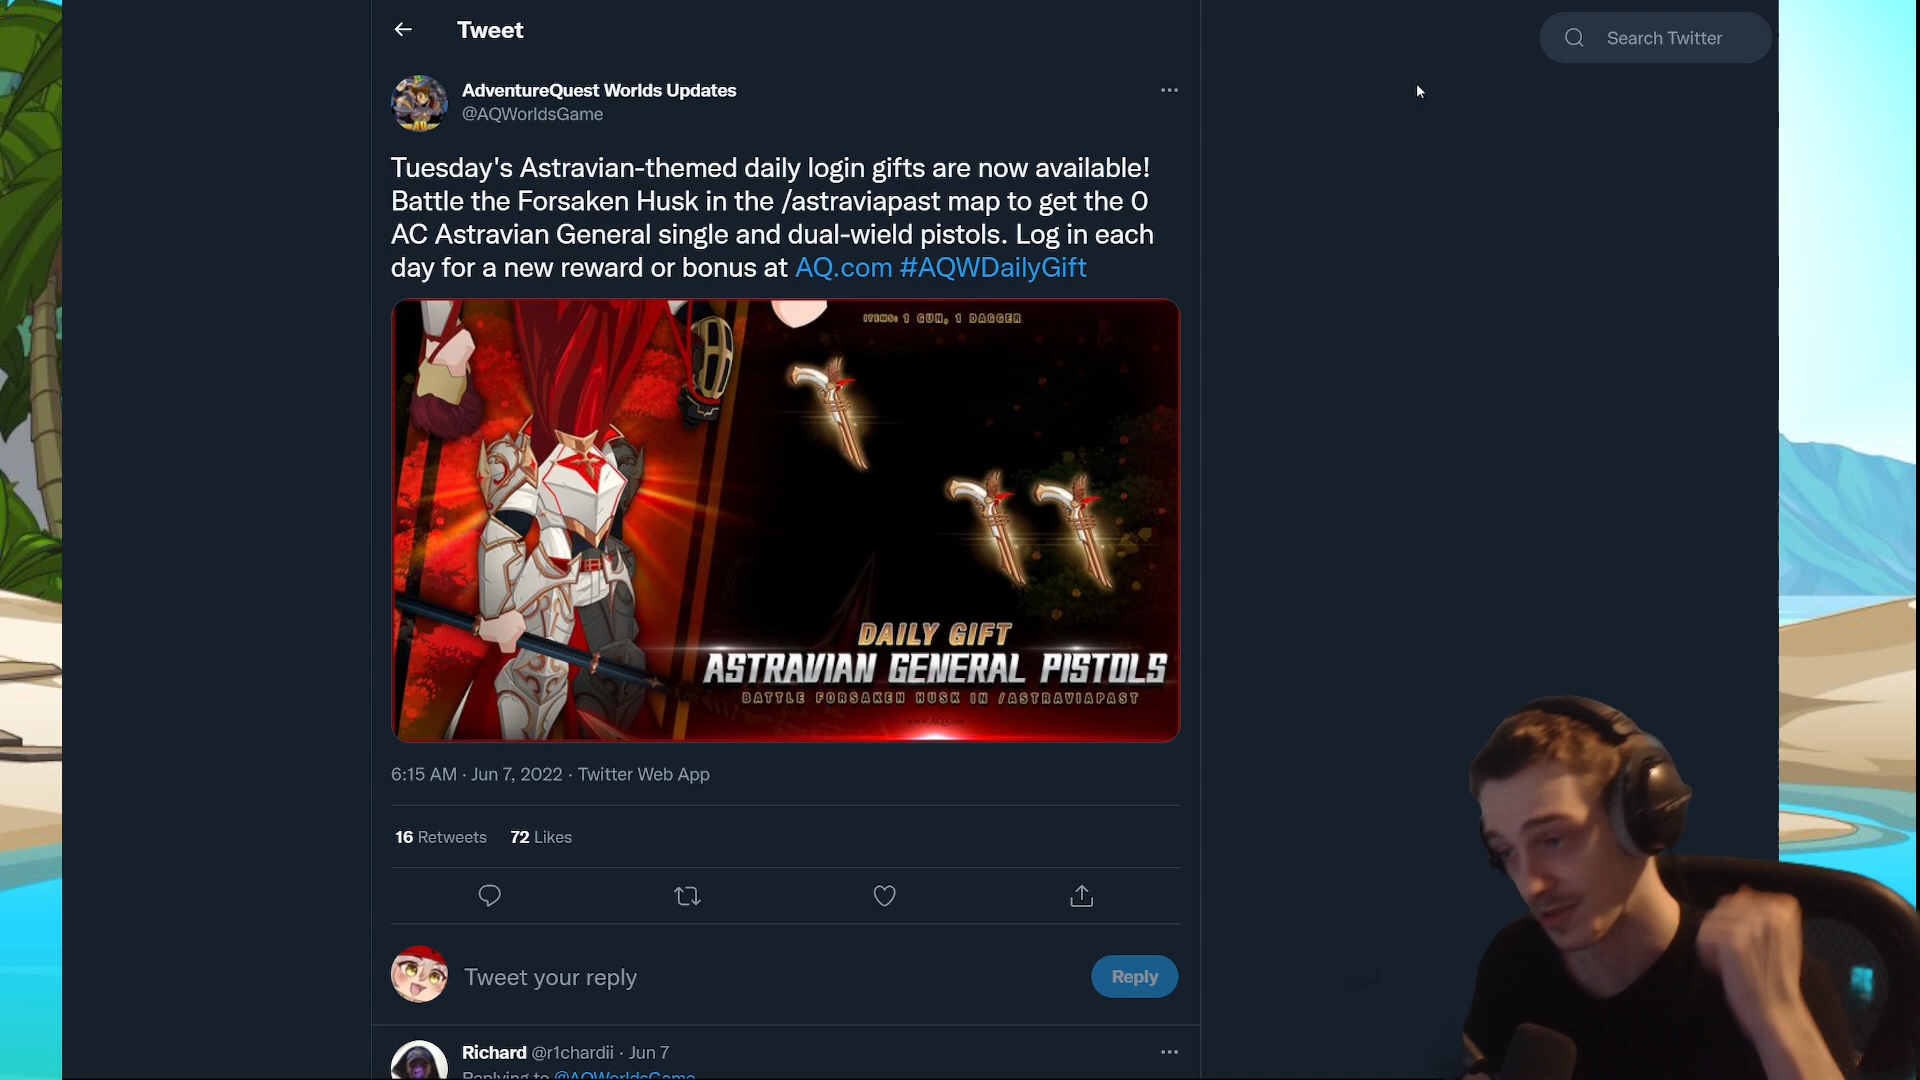 Tweet
Search Twitter
AdventureQuest Worlds Updates
@AQWorldsGame
Tuesday's Astravian-themed daily login gifts are now available!
Battle the Forsaken Husk in the /astraviapast map to get the 0
AC Astravian General single and dual-wield pistols. Log in each
day for a new reward or bonus at AQ.com #AQWDailyGift
ITEMS: 1 GUN, 1 DAGGER
DAILY GIFT
ASTRAVIAN GENERAL PISTOLS
BATTLE FORSAKEN HUSK IN /ASTRAVIAPAST
WWW.AQ.COM
6:15 AM · Jun 7, 2022 · Twitter Web App
16 Retweets 72 Likes
Tweet your reply
Reply
Richard @r1chardii · Jun 7
Replying to @AQWorldsGame